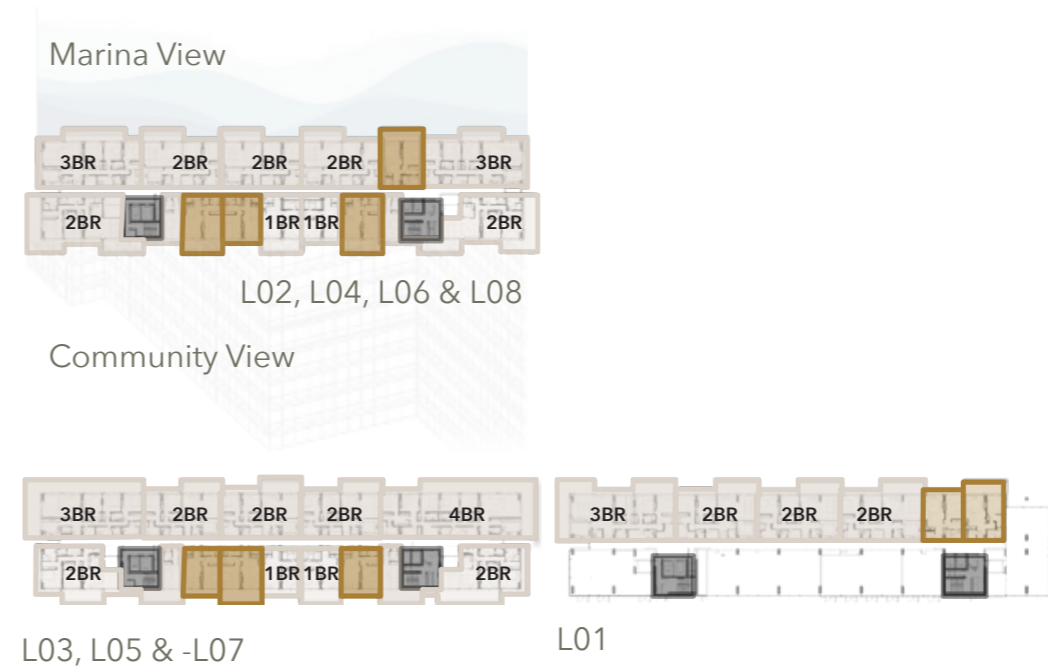 Marina View
3BR 2BR 2BR 2BR 3BR
2BR 1BR 1BR 2BR
L02, L04, L06 & L08
Community View
3BR 2BR 2BR 2BR 4BR
2BR 1BR 1BR 2BR
L03, L05 & -L07
3BR 2BR 2BR 2BR
L01